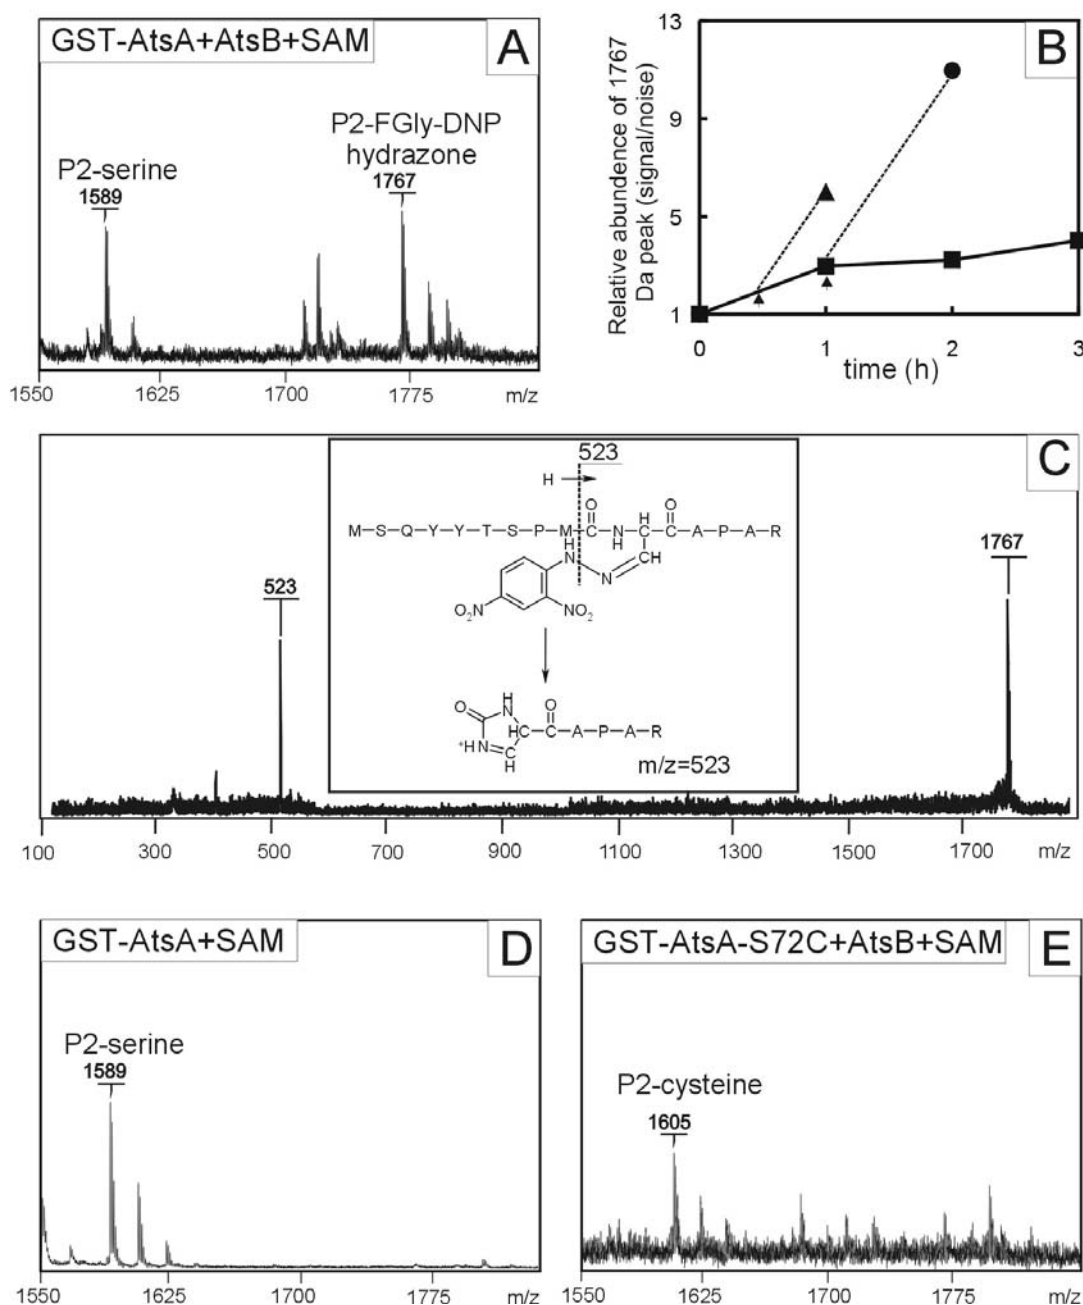 GST-AtsA+AtsB+SAM
A
P2-serine
1589
P2-FGly-DNP
hydrazone
1767
1550 1625 1700 1775 m/z
B
Relative abundance of 1767
Da peak (signal/noise)
13
11
9
5
1
0 1 2 3
time (h)
C
523
1767
523
H
M-S-Q-Y-Y-T-S-P-M-C-N-C-C-A-P-A-R
O H O
H H
H
N CH
N
O₂N NO₂
H
O N O
HC-C-A-P-A-R
⁺HN C
H
m/z=523
100 300 500 700 900 1100 1300 1500 1700 m/z
GST-AtsA+SAM
D
P2-serine
1589
1550 1625 1700 1775 m/z
GST-AtsA-S72C+AtsB+SAM
E
P2-cysteine
1605
1550 1625 1700 1775 m/z